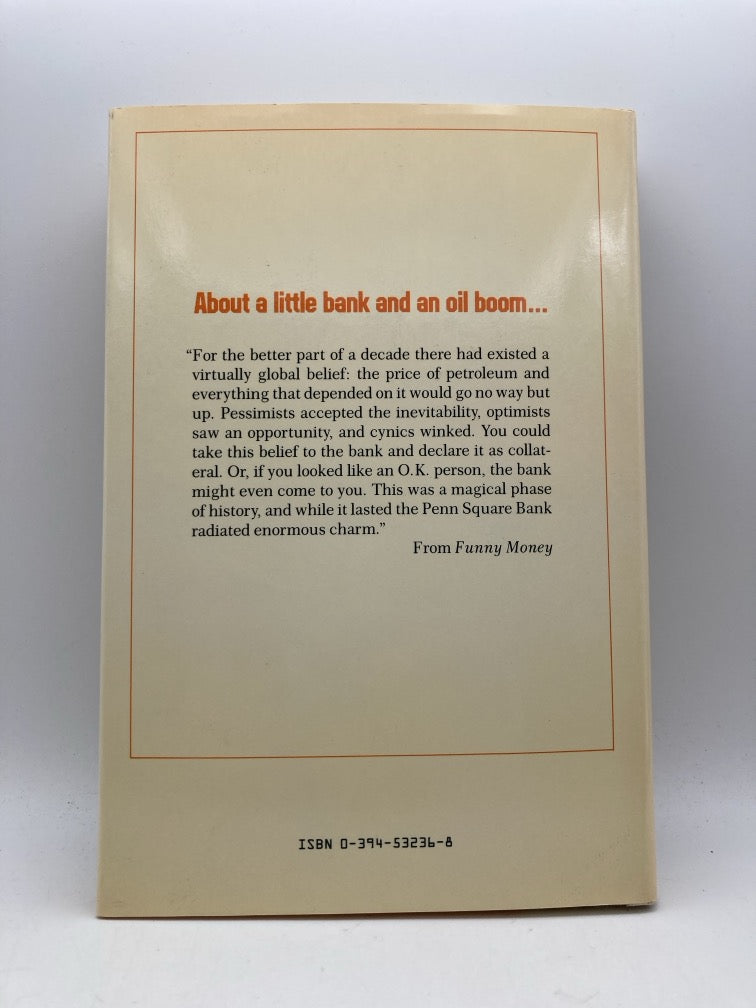 About a little bank and an oil boom...
“For the better part of a decade there had existed a
virtually global belief: the price of petroleum and
everything that depended on it would go no way but
up. Pessimists accepted the inevitability, optimists
saw an opportunity, and cynics winked. You could
take this belief to the bank and declare it as collat-
eral. Or, if you looked like an O.K. person, the bank
might even come to you. This was a magical phase
of history, and while it lasted the Penn Square Bank
radiated enormous charm.”
From Funny Money
ISBN 0-394-53236-8